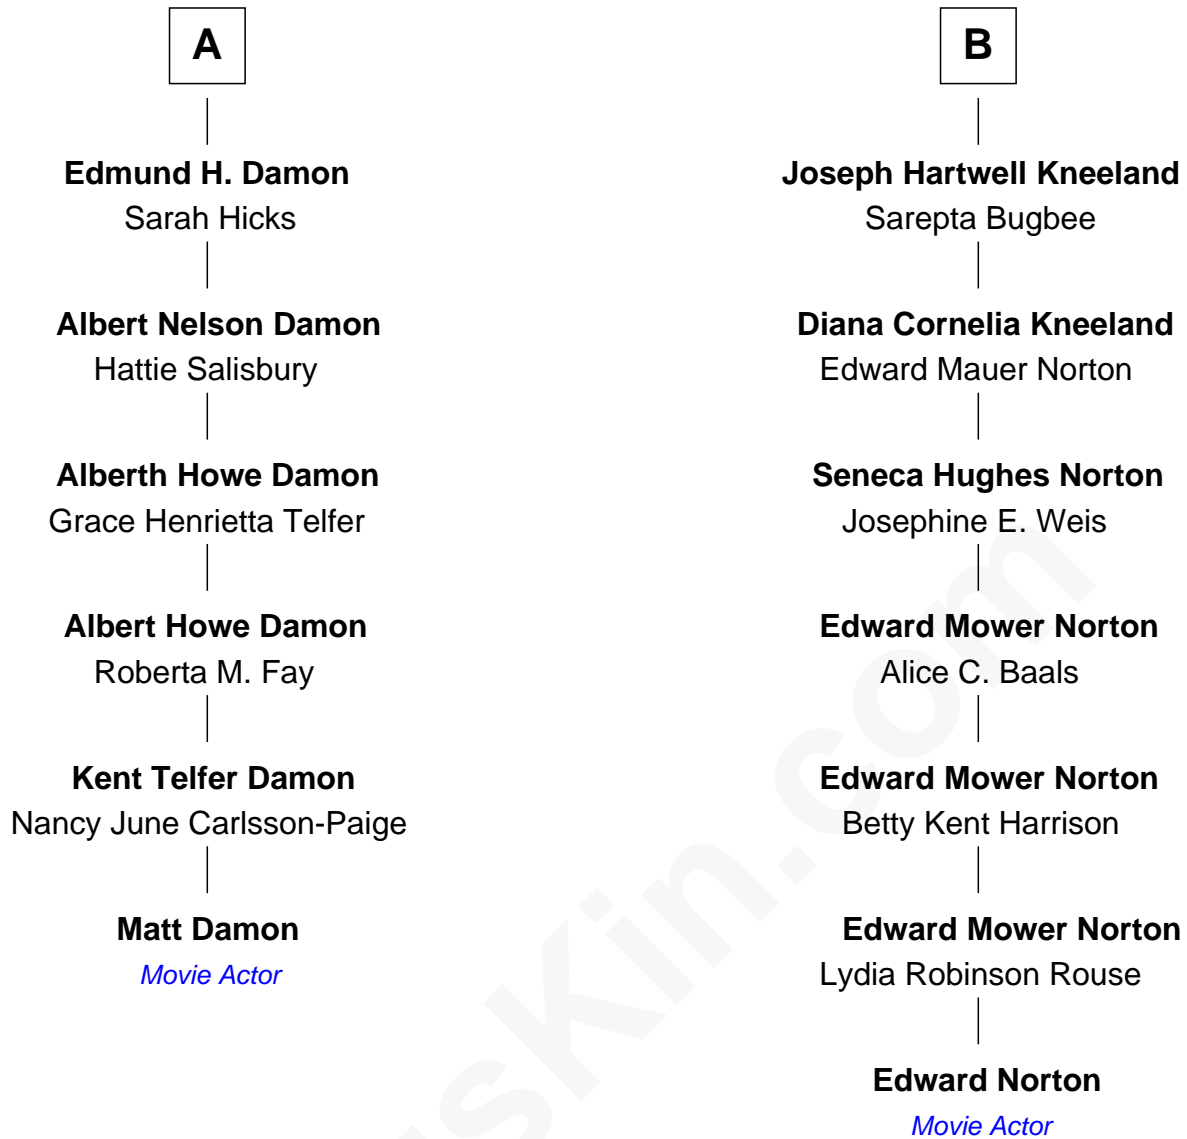 A
Edmund H. Damon
Sarah Hicks
Albert Nelson Damon
Hattie Salisbury
Alberth Howe Damon
Grace Henrietta Telfer
Albert Howe Damon
Roberta M. Fay
Kent Telfer Damon
Nancy June Carlsson-Paige
Matt Damon
Movie Actor
B
Joseph Hartwell Kneeland
Sarepta Bugbee
Diana Cornelia Kneeland
Edward Mauer Norton
Seneca Hughes Norton
Josephine E. Weis
Edward Mower Norton
Alice C. Baals
Edward Mower Norton
Betty Kent Harrison
Edward Mower Norton
Lydia Robinson Rouse
Edward Norton
Movie Actor
sKin.com